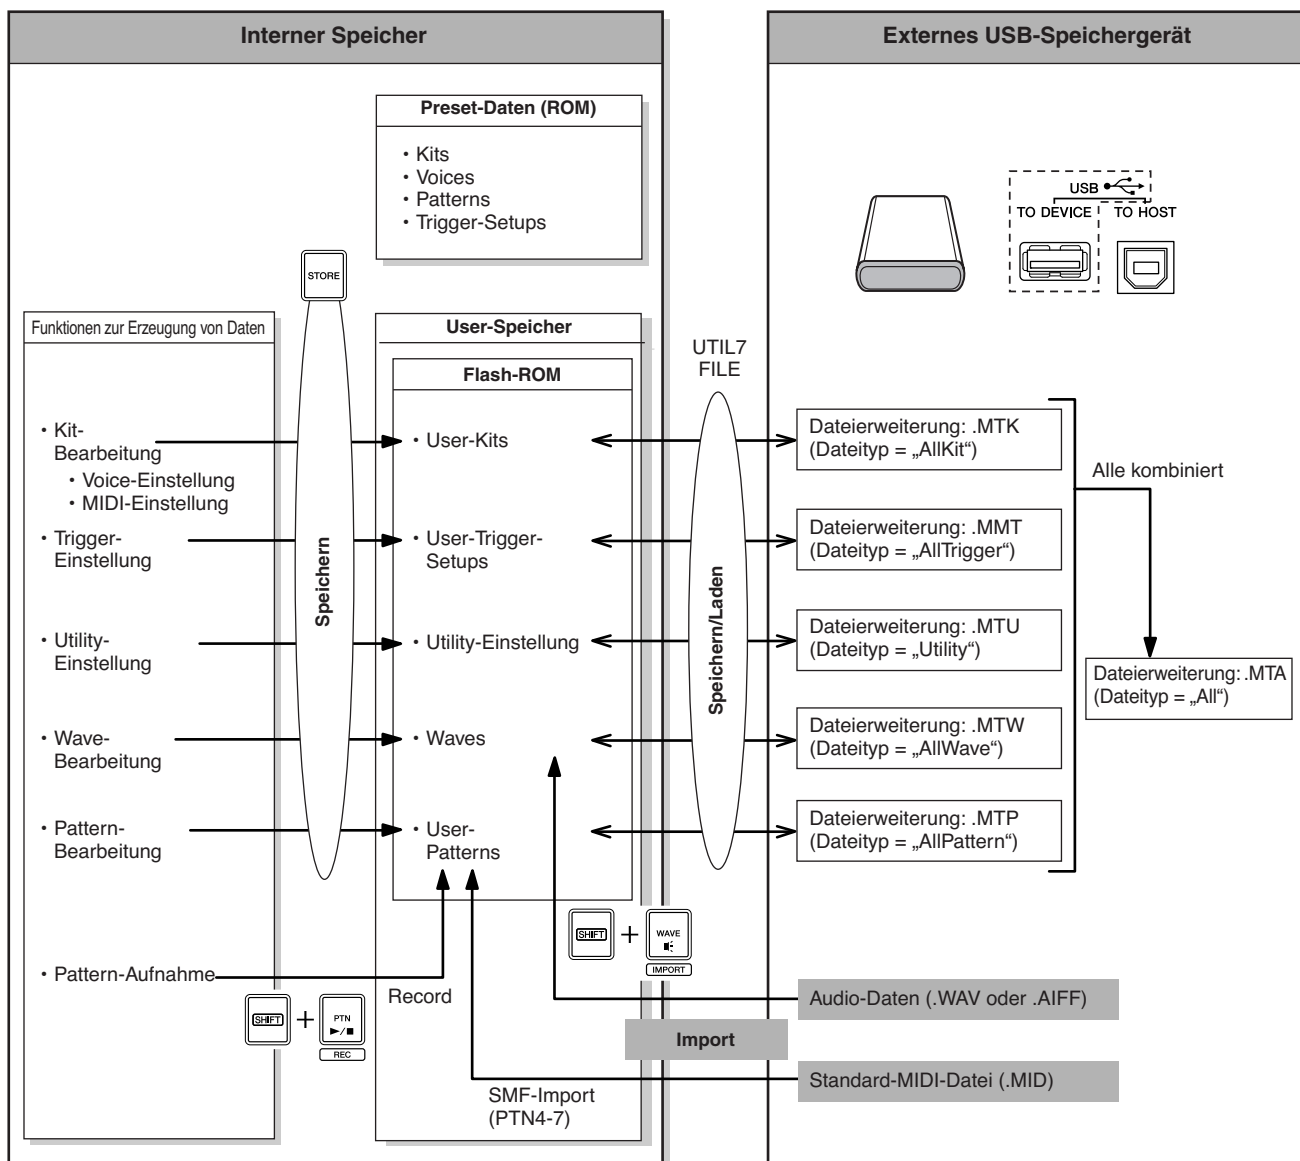 Interner Speicher
Externes USB-Speichergerät
Preset-Daten (ROM)
• Kits
• Voices
• Patterns
• Trigger-Setups
USB
TO DEVICE
TO HOST
STORE
Funktionen zur Erzeugung von Daten
User-Speicher
Flash-ROM
UTIL7
FILE
• Kit-
Bearbeitung
• Voice-Einstellung
• MIDI-Einstellung
• Trigger-
Einstellung
• Utility-
Einstellung
• Wave-
Bearbeitung
• Pattern-
Bearbeitung
• Pattern-Aufnahme
Speichern
• User-Kits
• User-Trigger-
Setups
• Utility-Einstellung
• Waves
• User-
Patterns
Speichern/Laden
Dateierweiterung: .MTK
(Dateityp = „AllKit“)
Dateierweiterung: .MMT
(Dateityp = „AllTrigger“)
Dateierweiterung: .MTU
(Dateityp = „Utility“)
Dateierweiterung: .MTW
(Dateityp = „AllWave“)
Dateierweiterung: .MTP
(Dateityp = „AllPattern“)
Alle kombiniert
Dateierweiterung: .MTA
(Dateityp = „All“)
SHIFT
+
WAVE
IMPORT
Record
SHIFT
+
PTN
►/■
REC
Audio-Daten (.WAV oder .AIFF)
Import
Standard-MIDI-Datei (.MID)
SMF-Import
(PTN4-7)